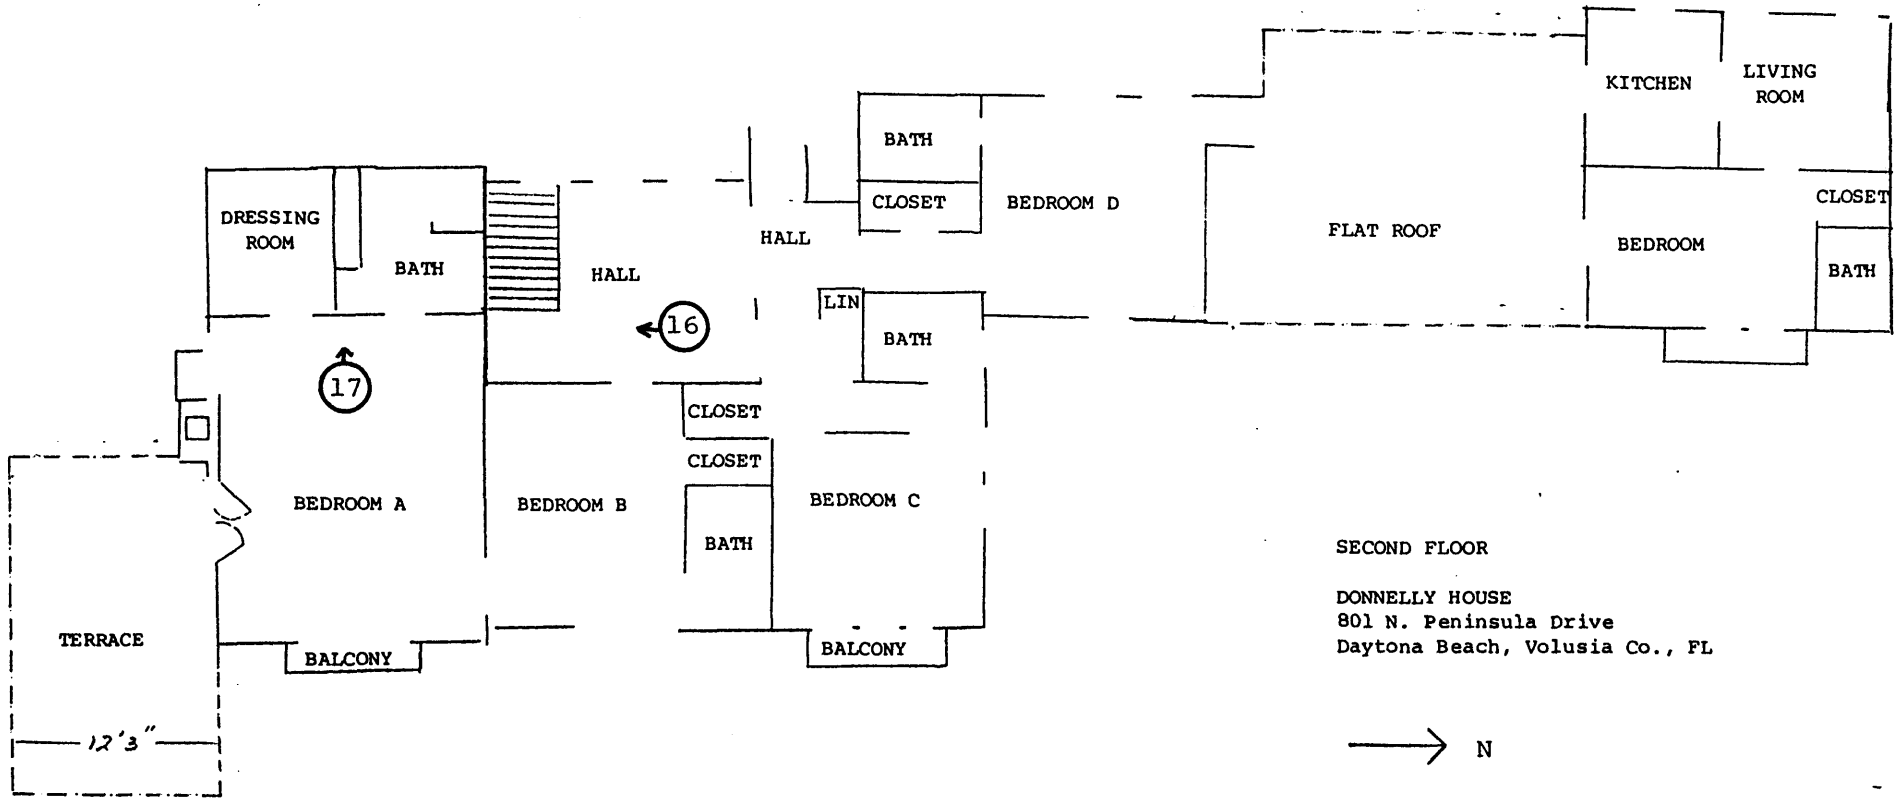 KITCHEN
LIVING
ROOM
BATH
CLOSET
BEDROOM D
CLOSET
DRESSING
ROOM
BATH
HALL
HALL
FLAT ROOF
BEDROOM
BATH
LIN
16
BATH
17
CLOSET
CLOSET
BEDROOM A
BEDROOM B
BEDROOM C
BATH
TERRACE
BALCONY
BALCONY
12'3"
SECOND FLOOR
DONNELLY HOUSE
801 N. Peninsula Drive
Daytona Beach, Volusia Co., FL
N